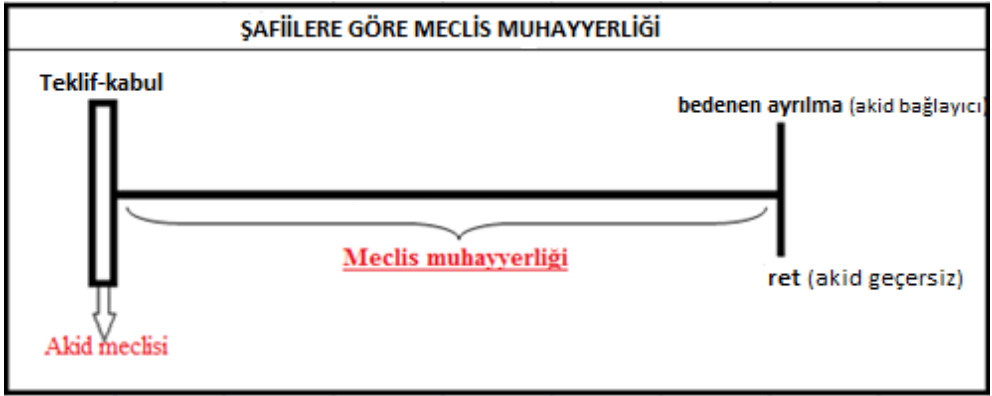 ŞAFİİLERE GÖRE MECLİS MUHAYYERLİĞİ
Teklif-kabul
bedenen ayrılma (akid bağlayıcı)
Meclis muhayyerliği
ret (akid geçersiz)
Akid meclisi